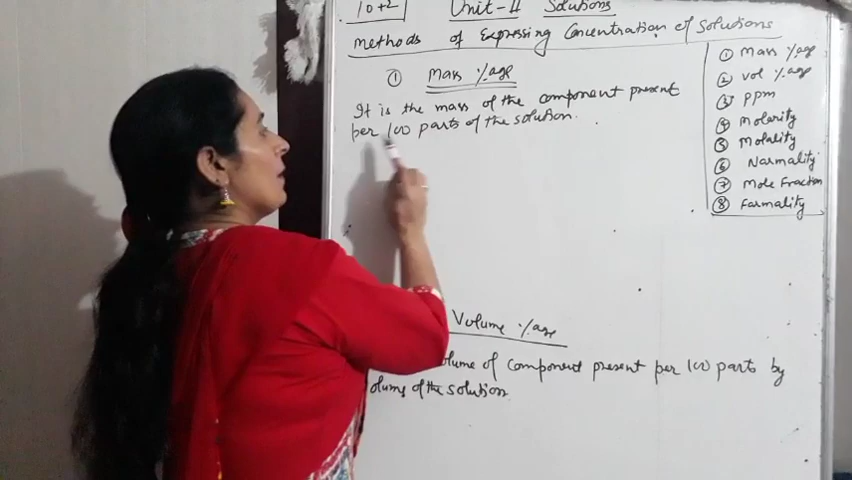 10+2 Unit-II Solutions
Methods of Expressing Concentration of Solutions
① Mass %age
It is the mass of the component present
per 100 parts of the solution.
Volume %age
olume of component present per 100 parts by
olume of the solution
① Mass %age
② vol %age
③ ppm
④ Molarity
⑤ Molality
⑥ Normality
⑦ Mole Fraction
⑧ Farmality